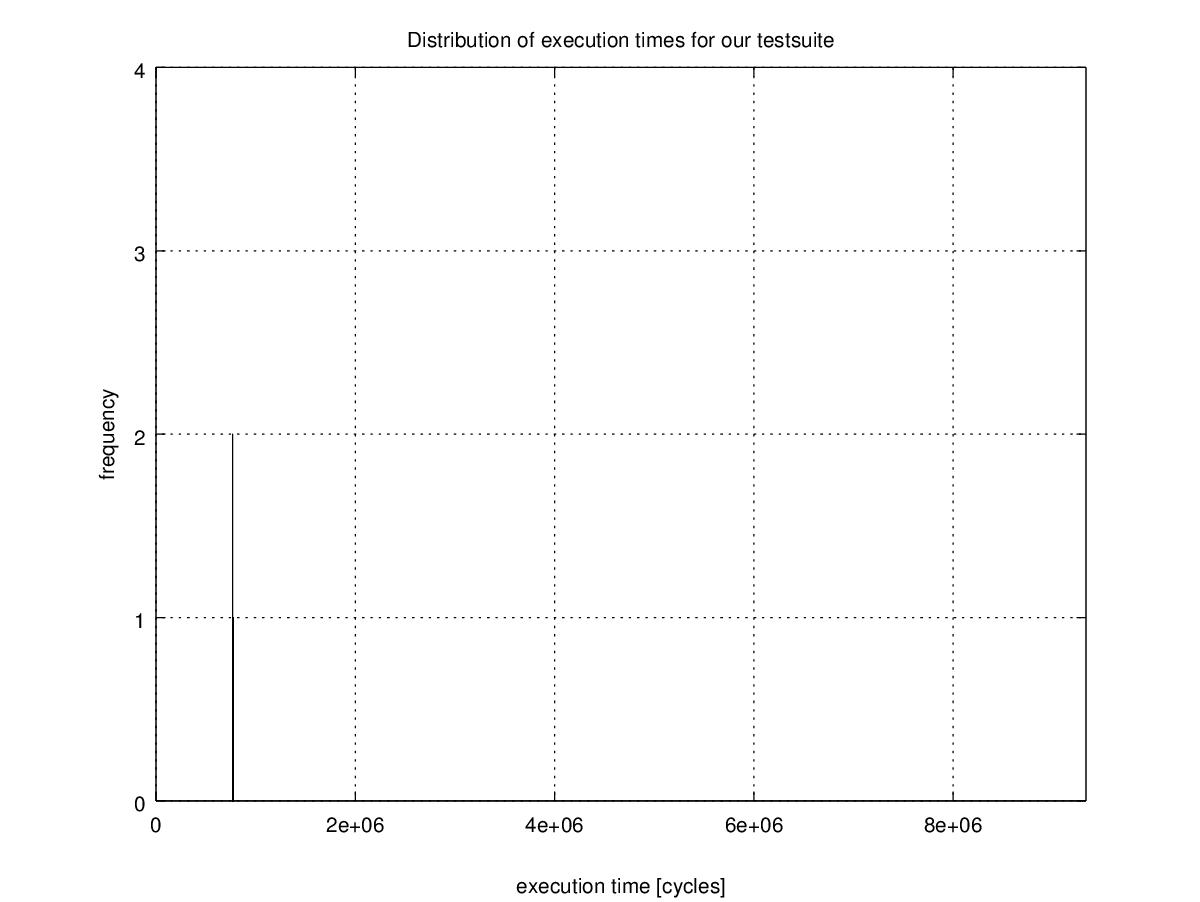 Distribution of execution times for our testsuite
4
3
2
1
0
frequency
0 2e+06 4e+06 6e+06 8e+06
execution time [cycles]